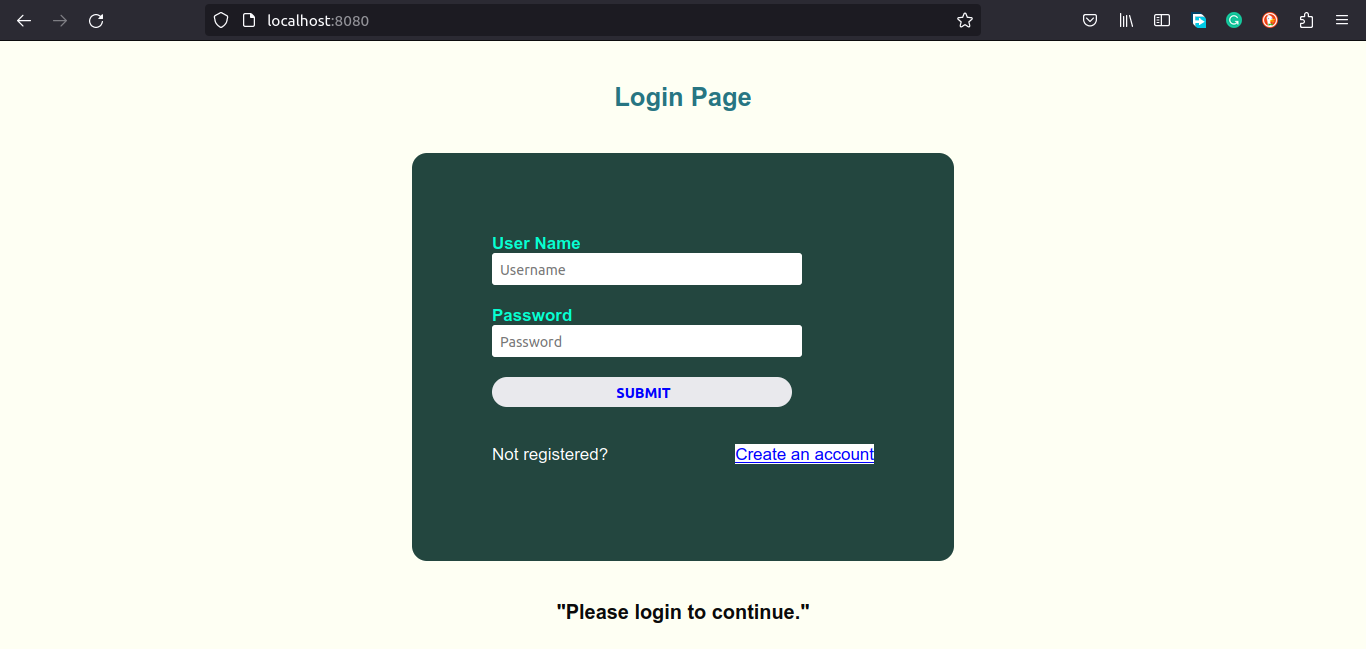 localhost:8080
Login Page
User Name
Username
Password
Password
SUBMIT
Not registered? Create an account
"Please login to continue."